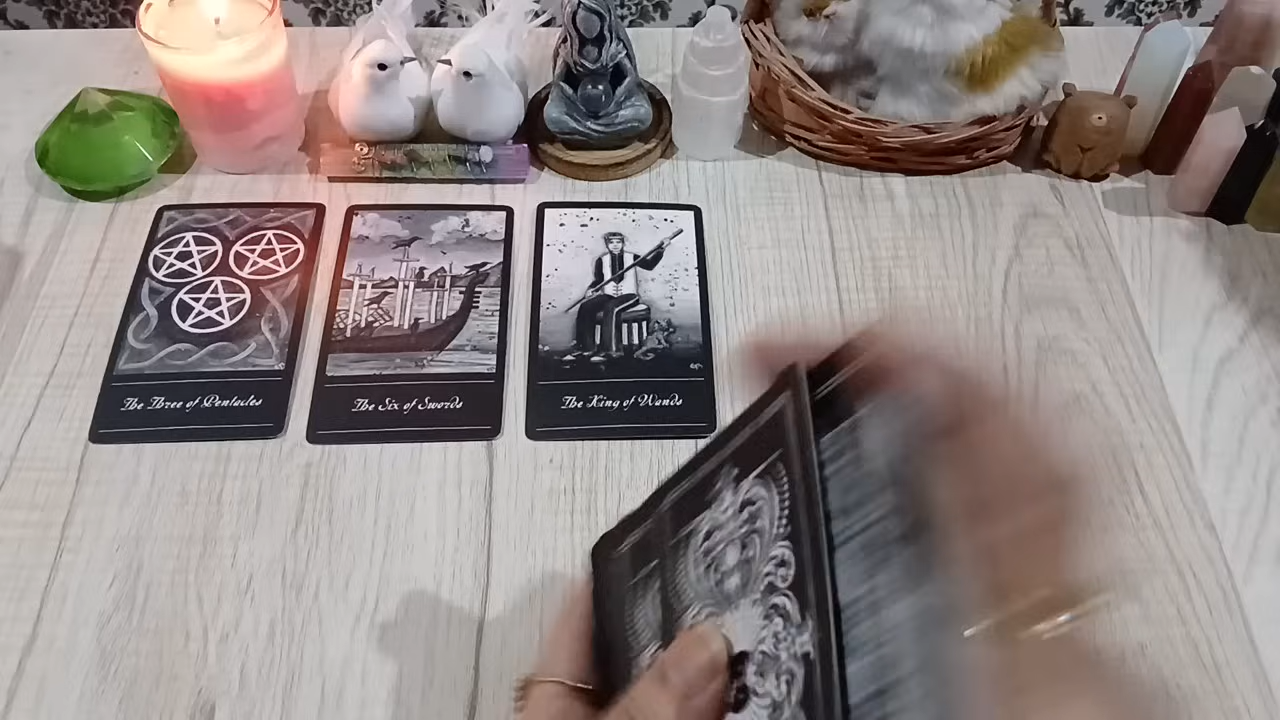 The Three of Pentacles
The Six of Swords
The King of Wands